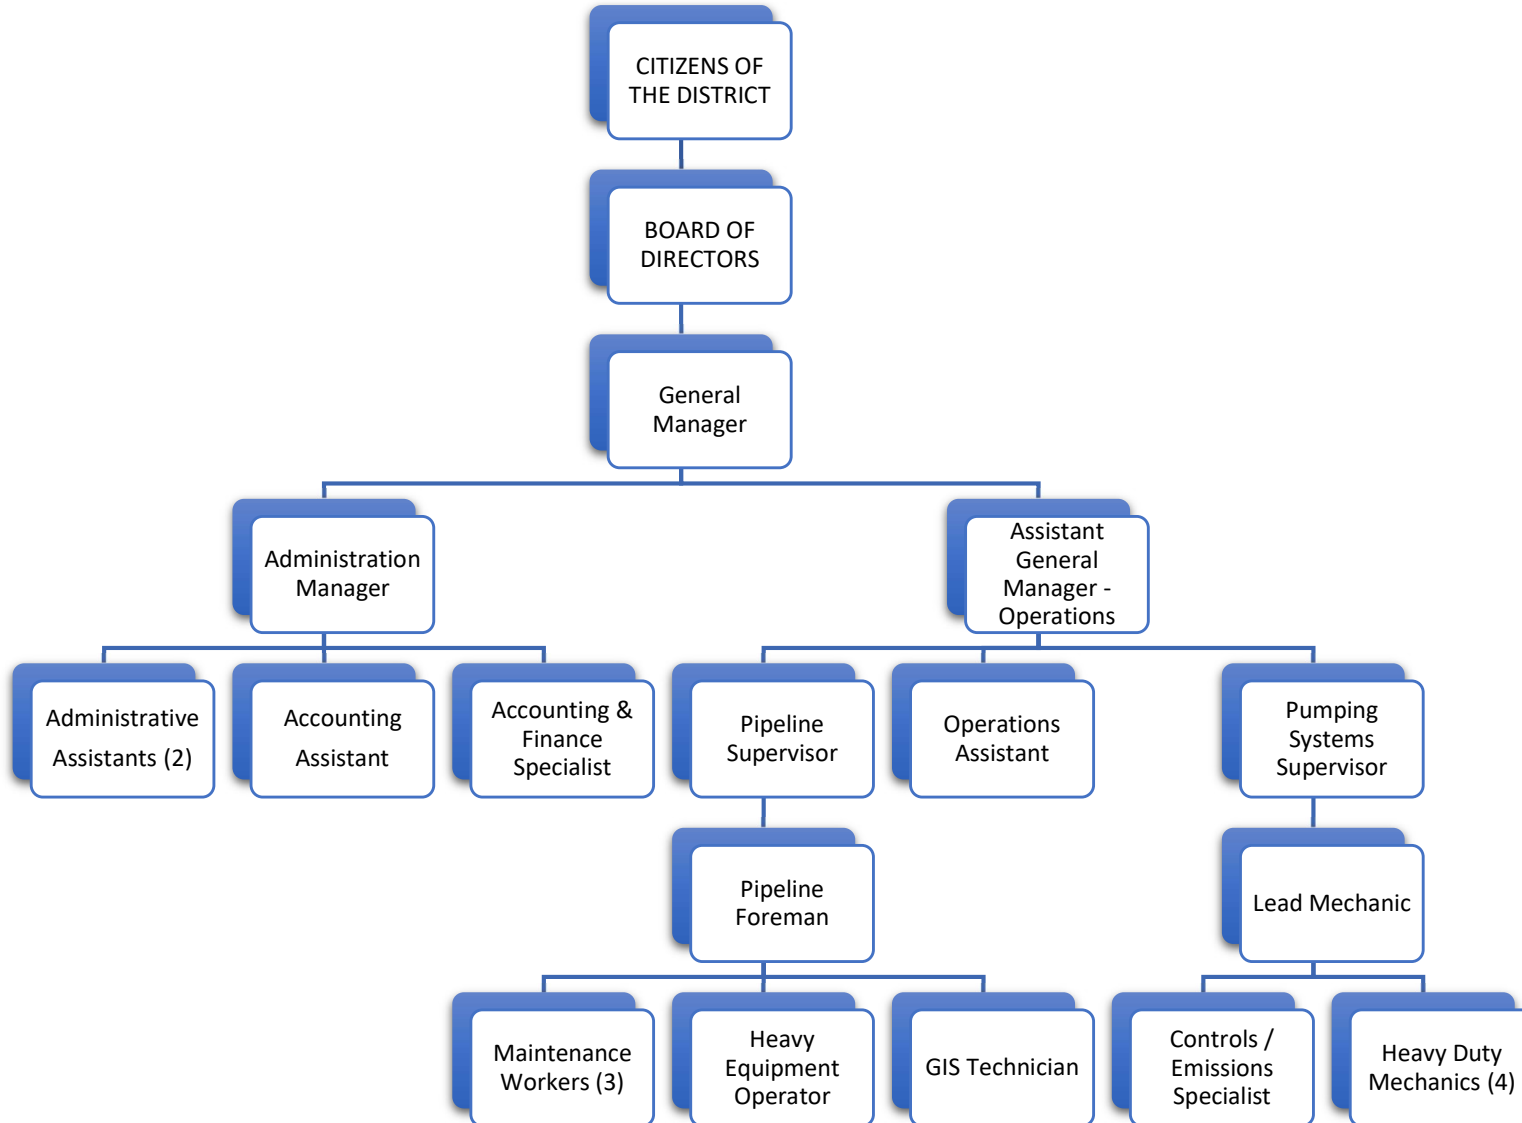 CITIZENS OF
THE DISTRICT
BOARD OF
DIRECTORS
General
Manager
Administration
Manager
Assistant
General
Manager -
Operations
Administrative
Assistants (2)
Accounting
Assistant
Accounting &
Finance
Specialist
Pipeline
Supervisor
Operations
Assistant
Pumping
Systems
Supervisor
Pipeline
Foreman
Lead Mechanic
Maintenance
Workers (3)
Heavy
Equipment
Operator
GIS Technician
Controls /
Emissions
Specialist
Heavy Duty
Mechanics (4)